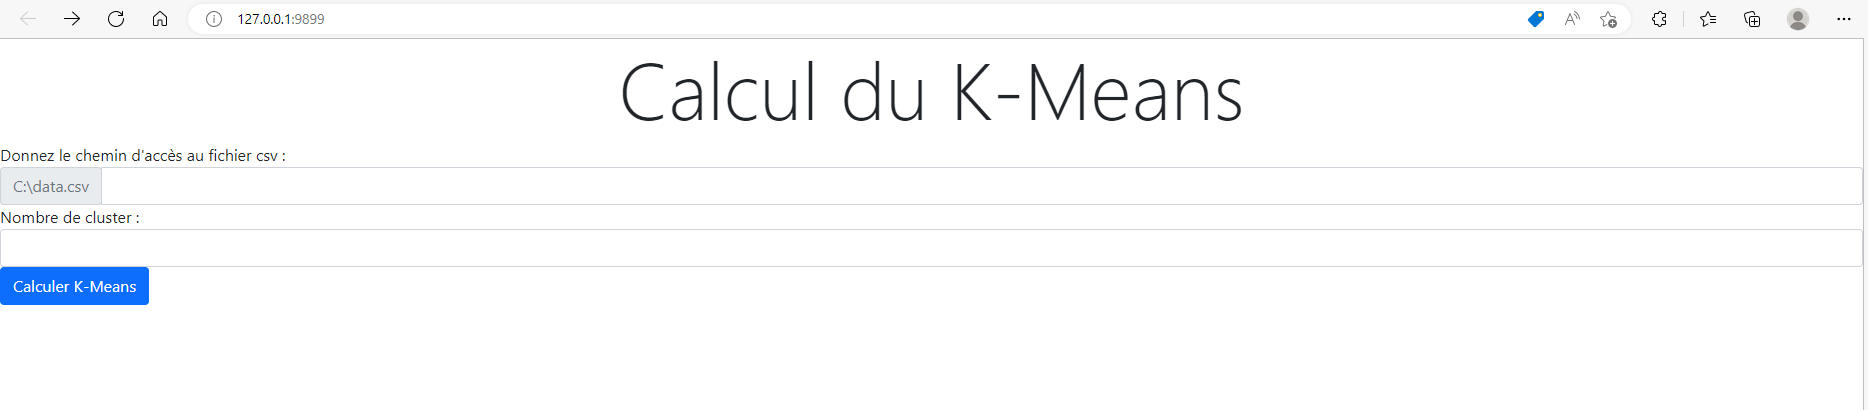 127.0.0.1:9899
Calcul du K-Means
Donnez le chemin d'accès au fichier csv :
C:\data.csv
Nombre de cluster :
Calculer K-Means